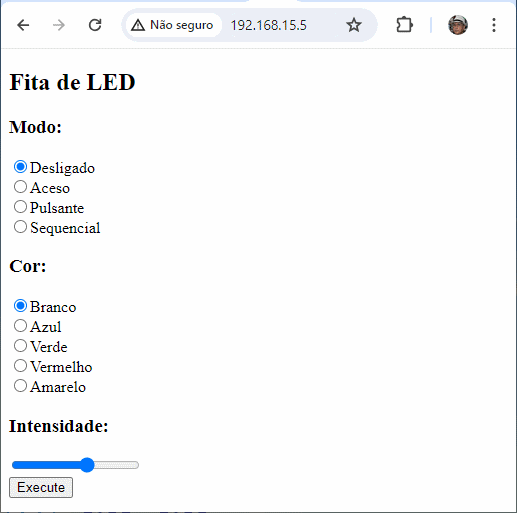 Não seguro 192.168.15.5
Fita de LED
Modo:
Desligado
Aceso
Pulsante
Sequencial
Cor:
Branco
Azul
Verde
Vermelho
Amarelo
Intensidade:
Execute